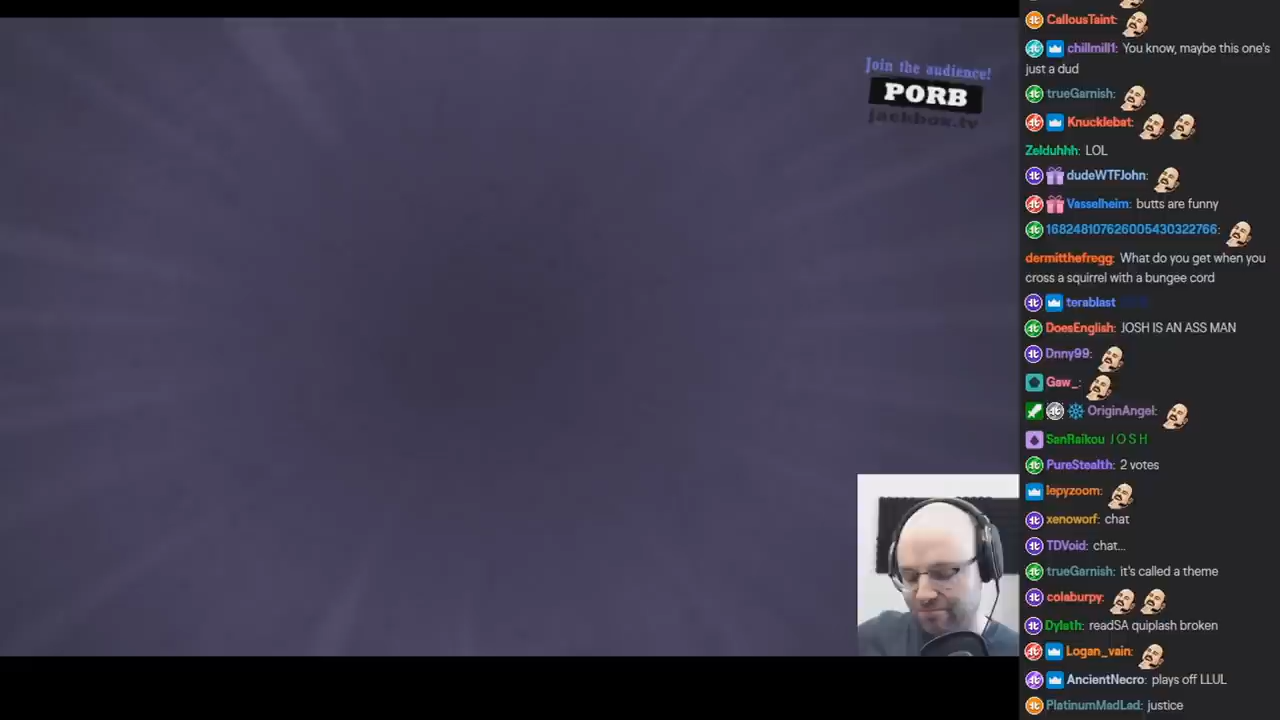 Join the audience!
PORB
jackbox.tv
CallousTaint:
chillmill1: You know, maybe this one's
just a dud
trueGarnish:
Knucklebat:
Zelduhhh: LOL
dudeWTFJohn:
Vasselheim: butts are funny
168248107626005430322766:
dermitthefregg: What do you get when you
cross a squirrel with a bungee cord
terablast
DoesEnglish: JOSH IS AN ASS MAN
Dnny99:
Gaw_:
OriginAngel:
SanRaikou J O S H
PureStealth: 2 votes
lepyzoom:
xenoworf: chat
TDVoid: chat...
trueGarnish: it's called a theme
colaburpy:
Dylath: readSA quiplash broken
Logan_vain:
AncientNecro: plays off LLUL
PlatinumMadLad: justice